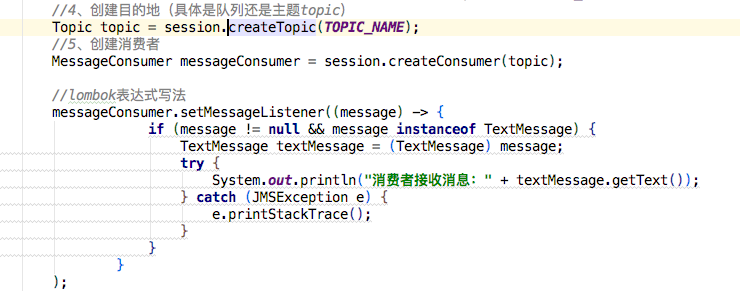 //4、创建目的地（具体是队列还是主题topic）
Topic topic = session.createTopic(TOPIC_NAME);
//5、创建消费者
MessageConsumer messageConsumer = session.createConsumer(topic);
//lombok表达式写法
messageConsumer.setMessageListener((message) -> {
if (message != null && message instanceof TextMessage) {
TextMessage textMessage = (TextMessage) message;
try {
System.out.println("消费者接收消息：" + textMessage.getText());
} catch (JMSException e) {
e.printStackTrace();
}
}
}
);